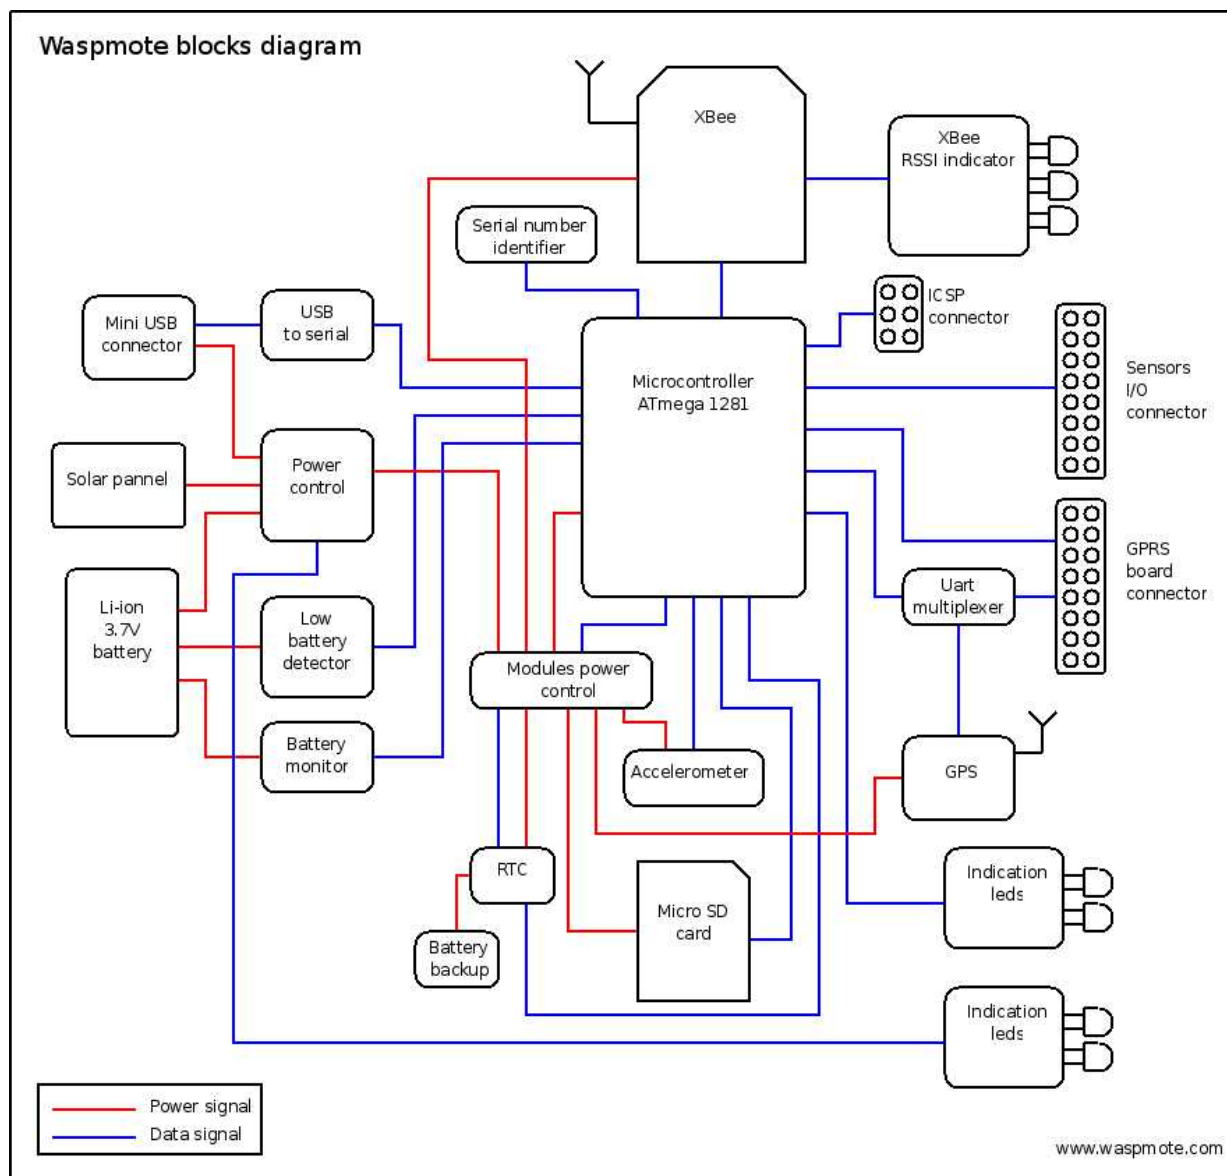 Waspmote blocks diagram
XBee
XBee
RSSI indicator
Serial number
identifier
ICSP
connector
Mini USB
connector
USB
to serial
Microcontroller
ATmega 1281
Sensors
I/O
connector
Solar pannel
Power
control
GPRS
board
connector
Uart
multiplexer
Li-ion
3.7V
battery
Low
battery
detector
Modules power
control
Battery
monitor
Accelerometer
GPS
RTC
Indication
leds
Micro SD
card
Battery
backup
Indication
leds
Power signal
Data signal
www.waspmote.com